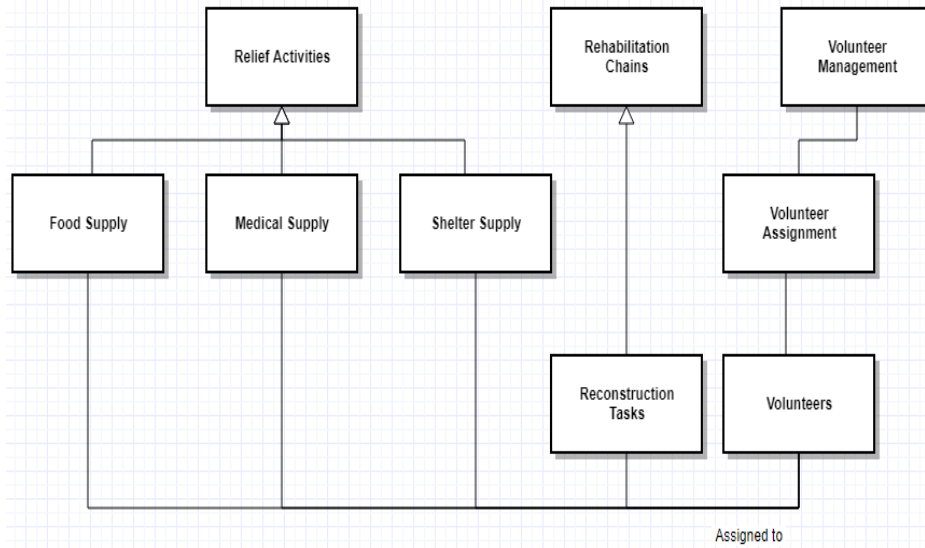 Relief Activities
Rehabilitation
Chains
Volunteer
Management
Food Supply
Medical Supply
Shelter Supply
Volunteer
Assignment
Reconstruction
Tasks
Volunteers
Assigned to